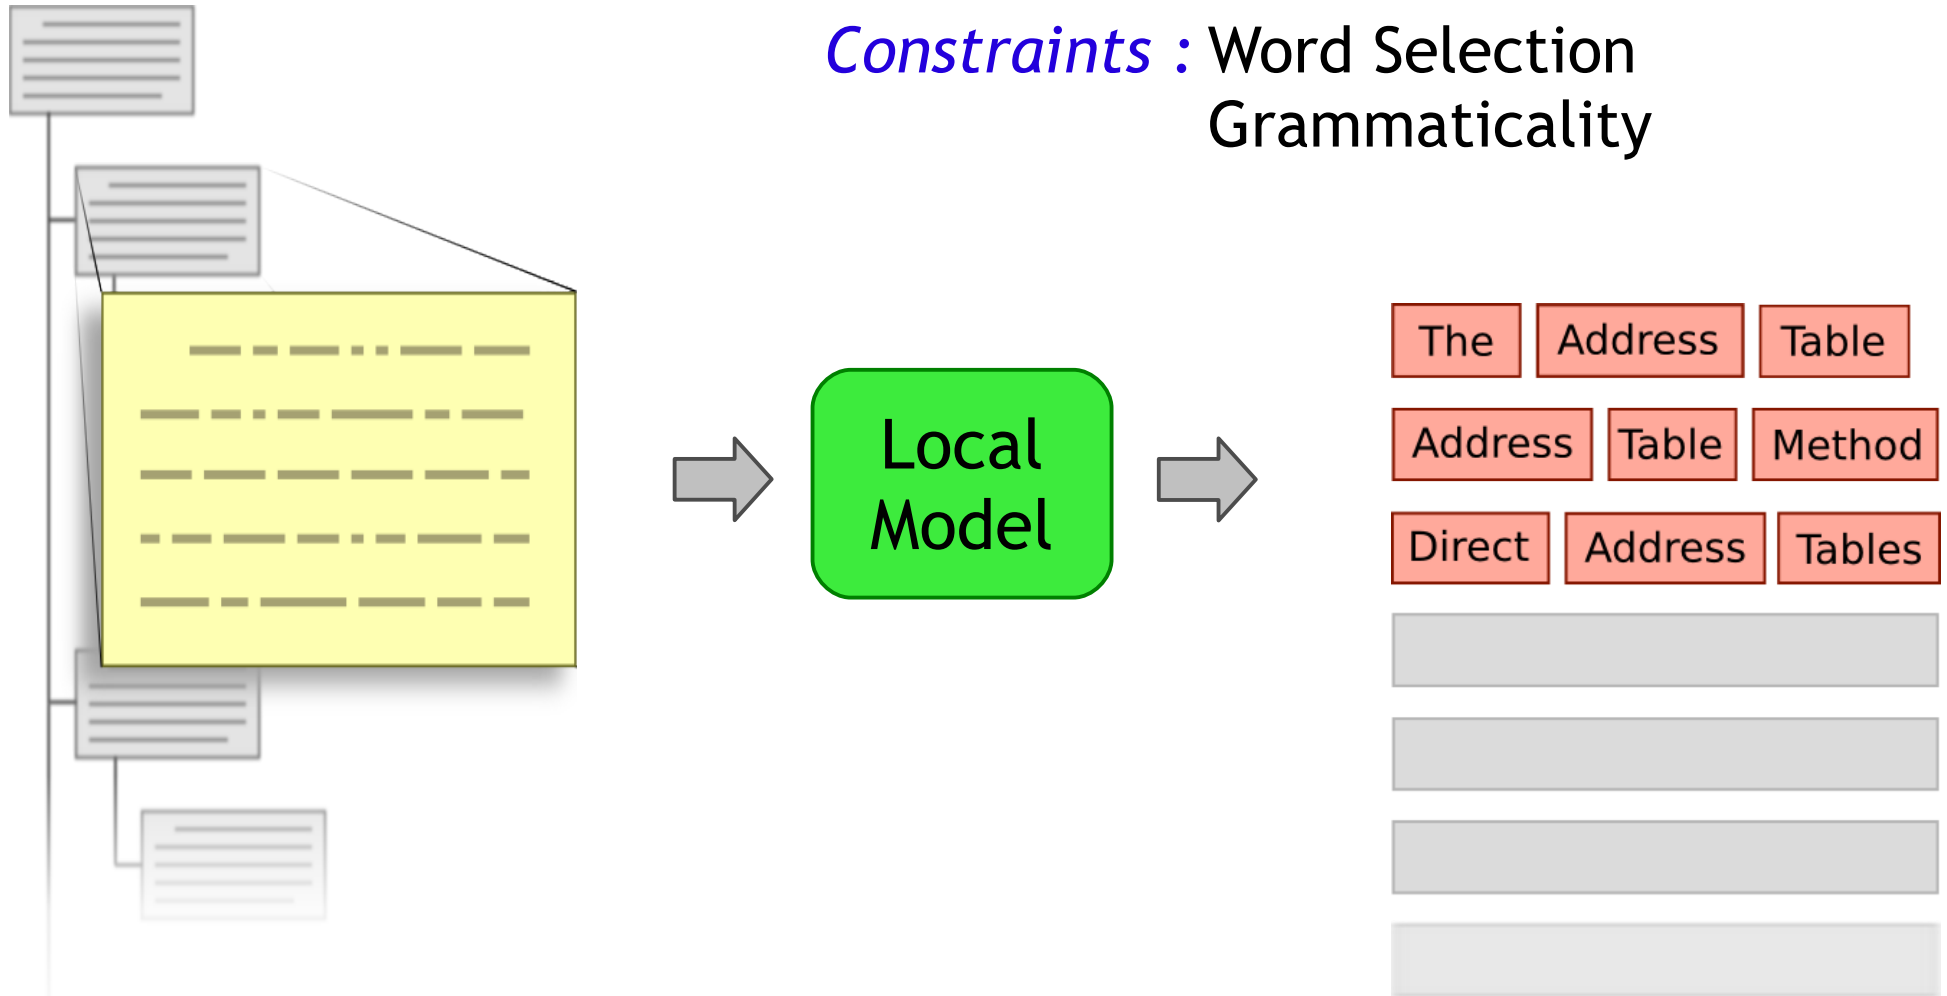 Constraints : Word Selection
Grammaticality
Local
Model
The Address Table
Address Table Method
Direct Address Tables